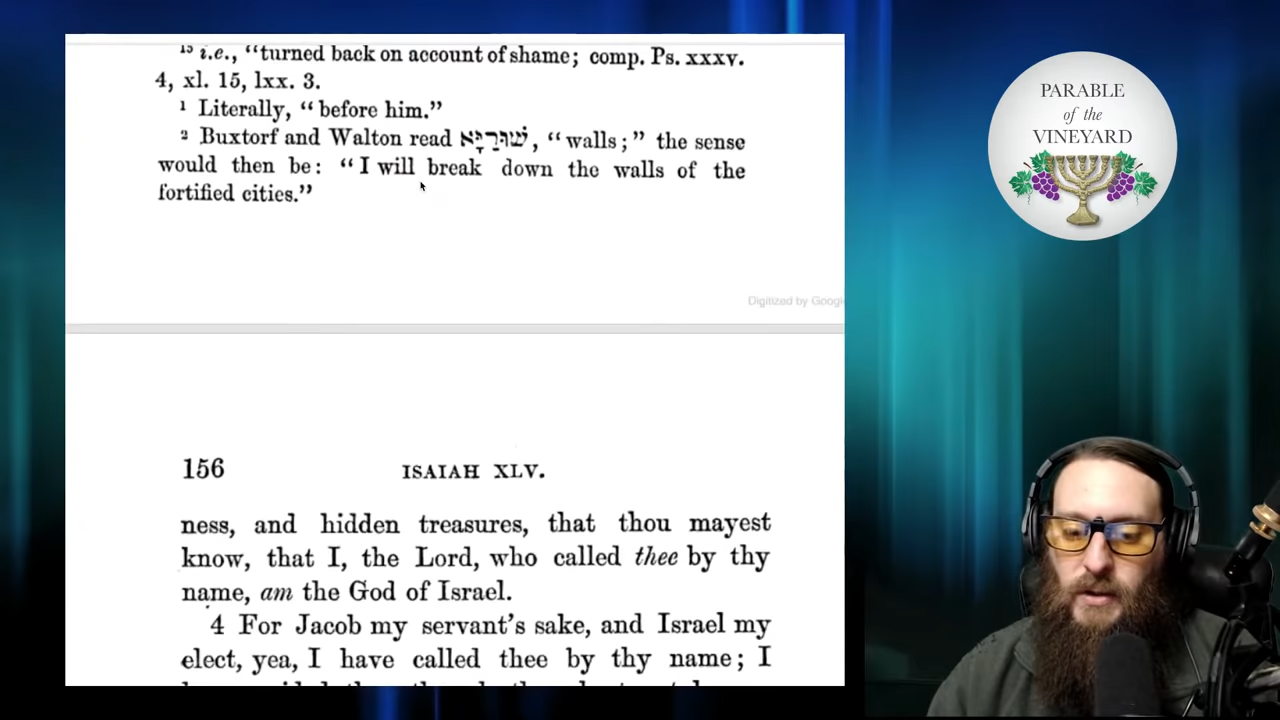 ¹⁵ i.e., “turned back on account of shame; comp. Ps. xxxv.
4, xl. 15, lxx. 3.
¹ Literally, “before him.”
² Buxtorf and Walton read שׁוּרַיָּא, “walls;” the sense
would then be: “I will break down the walls of the
fortified cities.”
Digitized by Google
156
ISAIAH XLV.
ness, and hidden treasures, that thou mayest
know, that I, the Lord, who called thee by thy
name, am the God of Israel.
4 For Jacob my servant’s sake, and Israel my
elect, yea, I have called thee by thy name; I
PARABLE
of the
VINEYARD